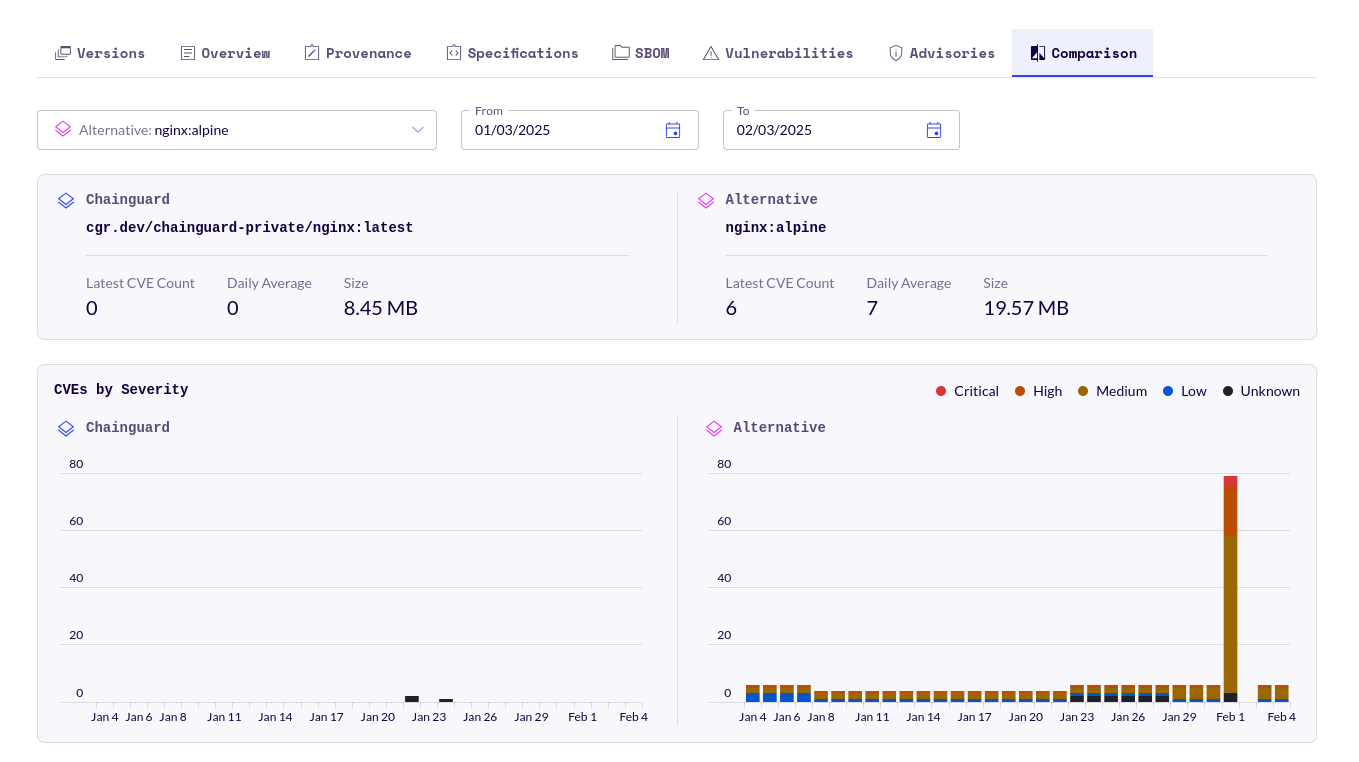 Versions Overview Provenance Specifications SBOM Vulnerabilities Advisories Comparison
From To
Alternative: nginx:alpine 01/03/2025 02/03/2025
Chainguard Alternative
cgr.dev/chainguard-private/nginx:latest nginx:alpine
Latest CVE Count Daily Average Size Latest CVE Count Daily Average Size
0 0 8.45 MB 6 7 19.57 MB
CVEs by Severity Critical High Medium Low Unknown
Chainguard Alternative
80 80
60 60
40 40
20 20
0 0
Jan 4 Jan 6 Jan 8 Jan 11 Jan 14 Jan 17 Jan 20 Jan 23 Jan 26 Jan 29 Feb 1 Feb 4 Jan 4 Jan 6 Jan 8 Jan 11 Jan 14 Jan 17 Jan 20 Jan 23 Jan 26 Jan 29 Feb 1 Feb 4